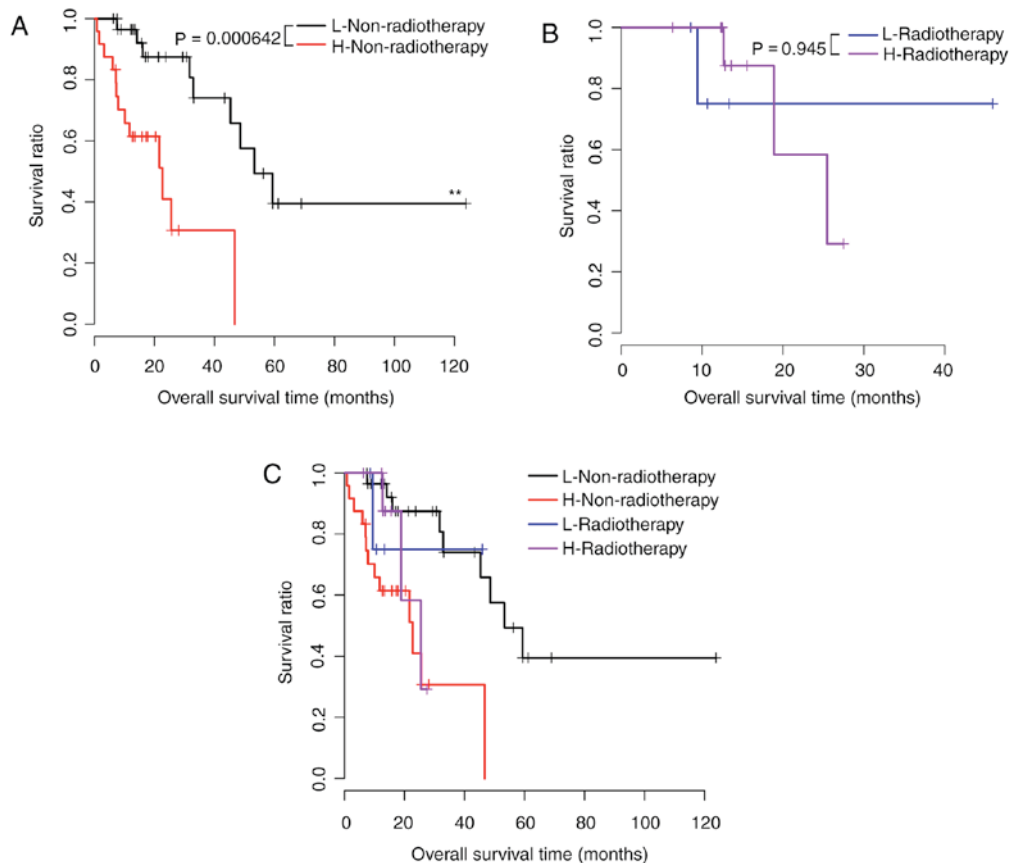 A
P = 0.000642
L-Non-radiotherapy
H-Non-radiotherapy
Survival ratio
1.0
0.8
0.6
0.4
0.2
0.0
**
0 20 40 60 80 100 120
Overall survival time (months)
B
P = 0.945
L-Radiotherapy
H-Radiotherapy
Survival ratio
1.0
0.8
0.6
0.4
0.2
0.0
0 10 20 30 40
Overall survival time (months)
C
L-Non-radiotherapy
H-Non-radiotherapy
L-Radiotherapy
H-Radiotherapy
Survival ratio
1.0
0.8
0.6
0.4
0.2
0.0
0 20 40 60 80 100 120
Overall survival time (months)